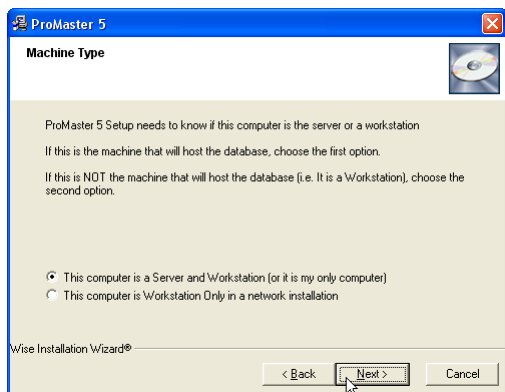 ProMaster 5
Machine Type
ProMaster 5 Setup needs to know if this computer is the server or a workstation
If this is the machine that will host the database, choose the first option.
If this is NOT the machine that will host the database (i.e. It is a Workstation), choose the
second option.
This computer is a Server and Workstation (or it is my only computer)
This computer is Workstation Only in a network installation
Wise Installation Wizard®
< Back
Next >
Cancel